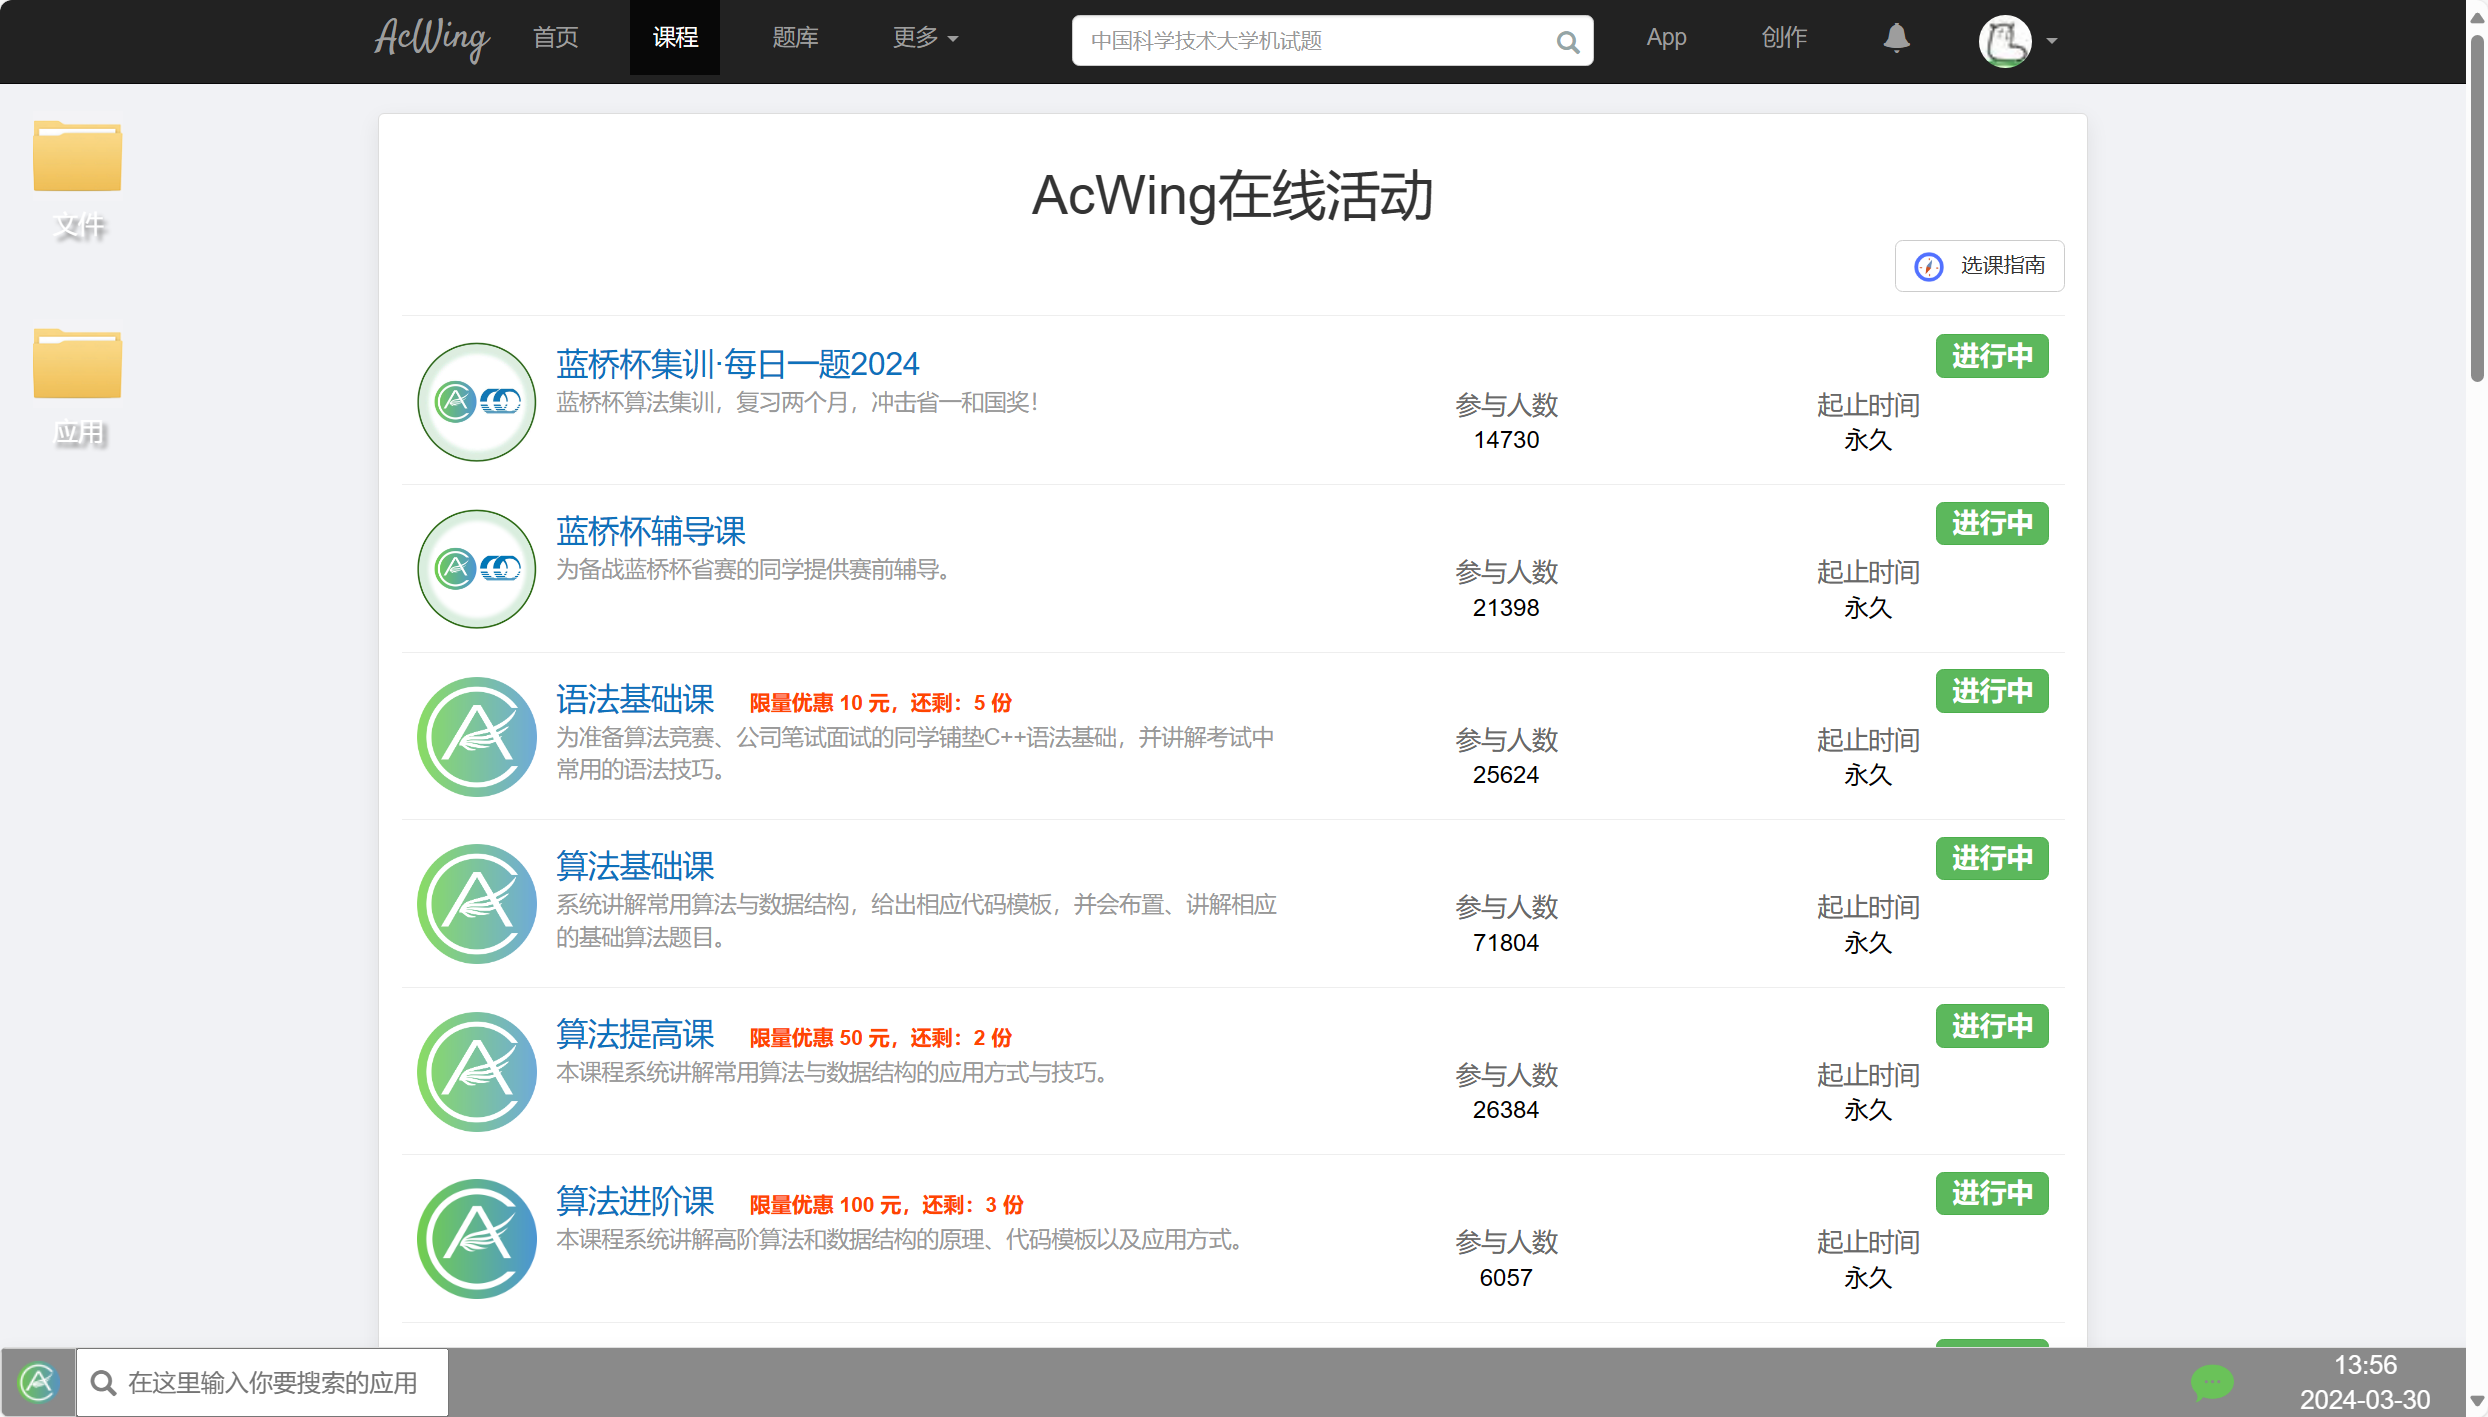 AcWing 首页 课程 题库 更多 中国科学技术大学机试题 App 创作
文件
应用
AcWing在线活动
选课指南
蓝桥杯集训·每日一题2024 进行中
蓝桥杯算法集训，复习两个月，冲击省一和国奖！ 参与人数 起止时间
14730 永久
蓝桥杯辅导课 进行中
为备战蓝桥杯省赛的同学提供赛前辅导。 参与人数 起止时间
21398 永久
语法基础课 限量优惠 10 元，还剩：5 份 进行中
为准备算法竞赛、公司笔试面试的同学铺垫C++语法基础，并讲解考试中 参与人数 起止时间
常用的语法技巧。 25624 永久
算法基础课 进行中
系统讲解常用算法与数据结构，给出相应代码模板，并会布置、讲解相应 参与人数 起止时间
的基础算法题目。 71804 永久
算法提高课 限量优惠 50 元，还剩：2 份 进行中
本课程系统讲解常用算法与数据结构的应用方式与技巧。 参与人数 起止时间
26384 永久
算法进阶课 限量优惠 100 元，还剩：3 份 进行中
本课程系统讲解高阶算法和数据结构的原理、代码模板以及应用方式。 参与人数 起止时间
6057 永久
在这里输入你要搜索的应用 13:56
2024-03-30